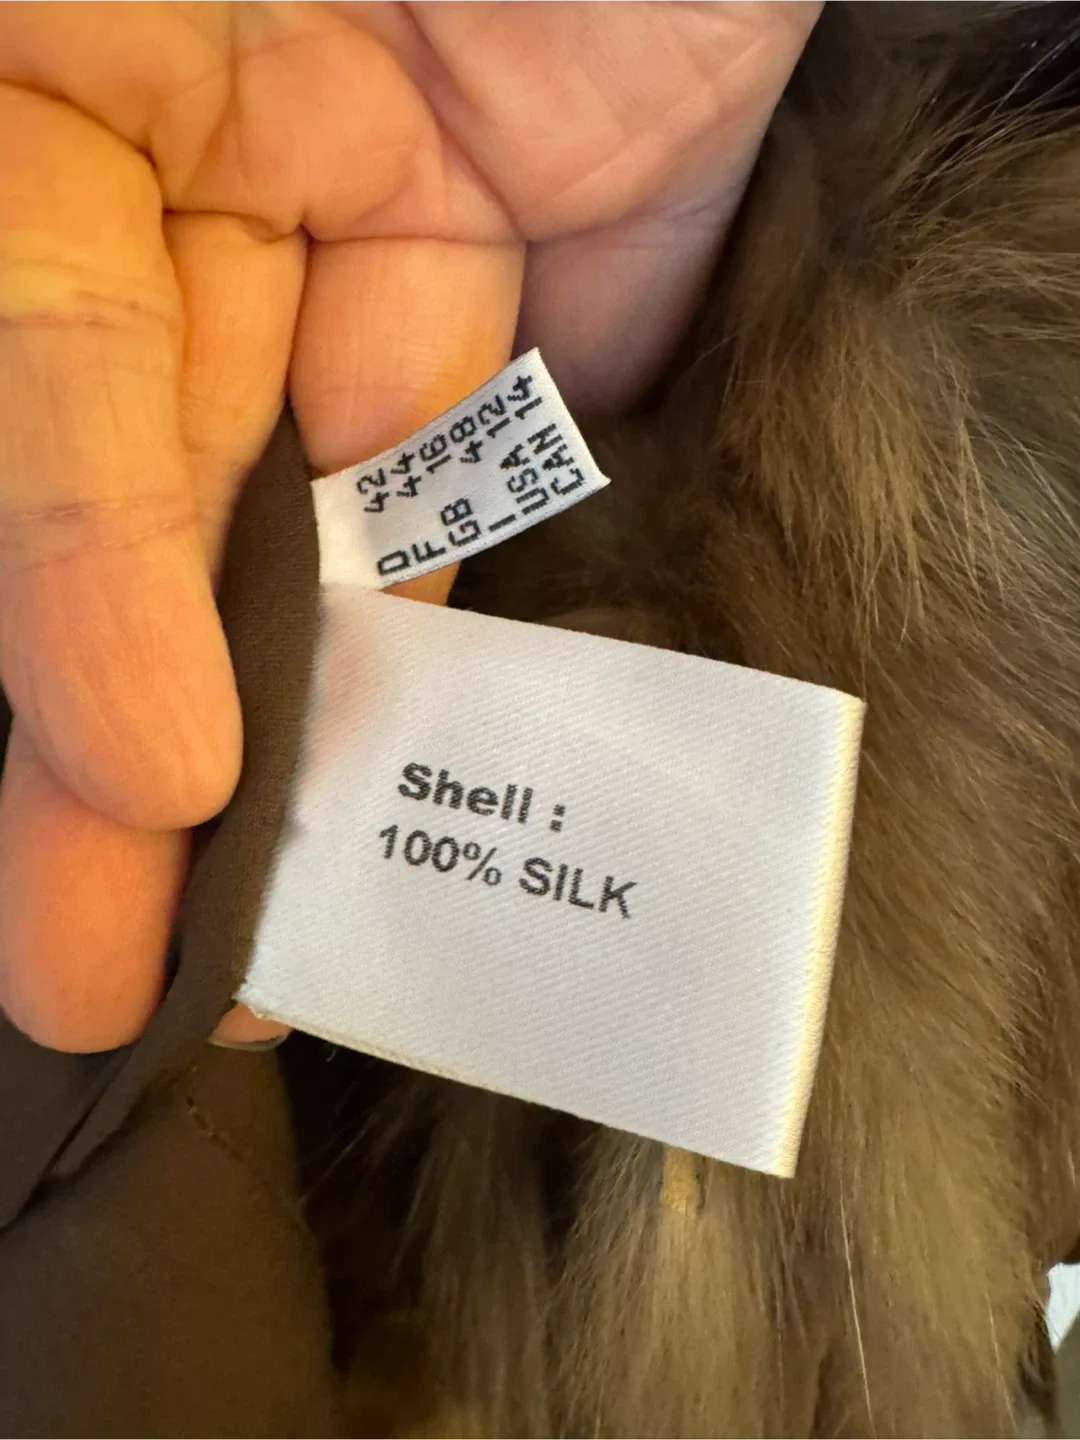 D 42
F 44
GB 16
I 48
USA 12
CAN 14
Shell :
100% SILK